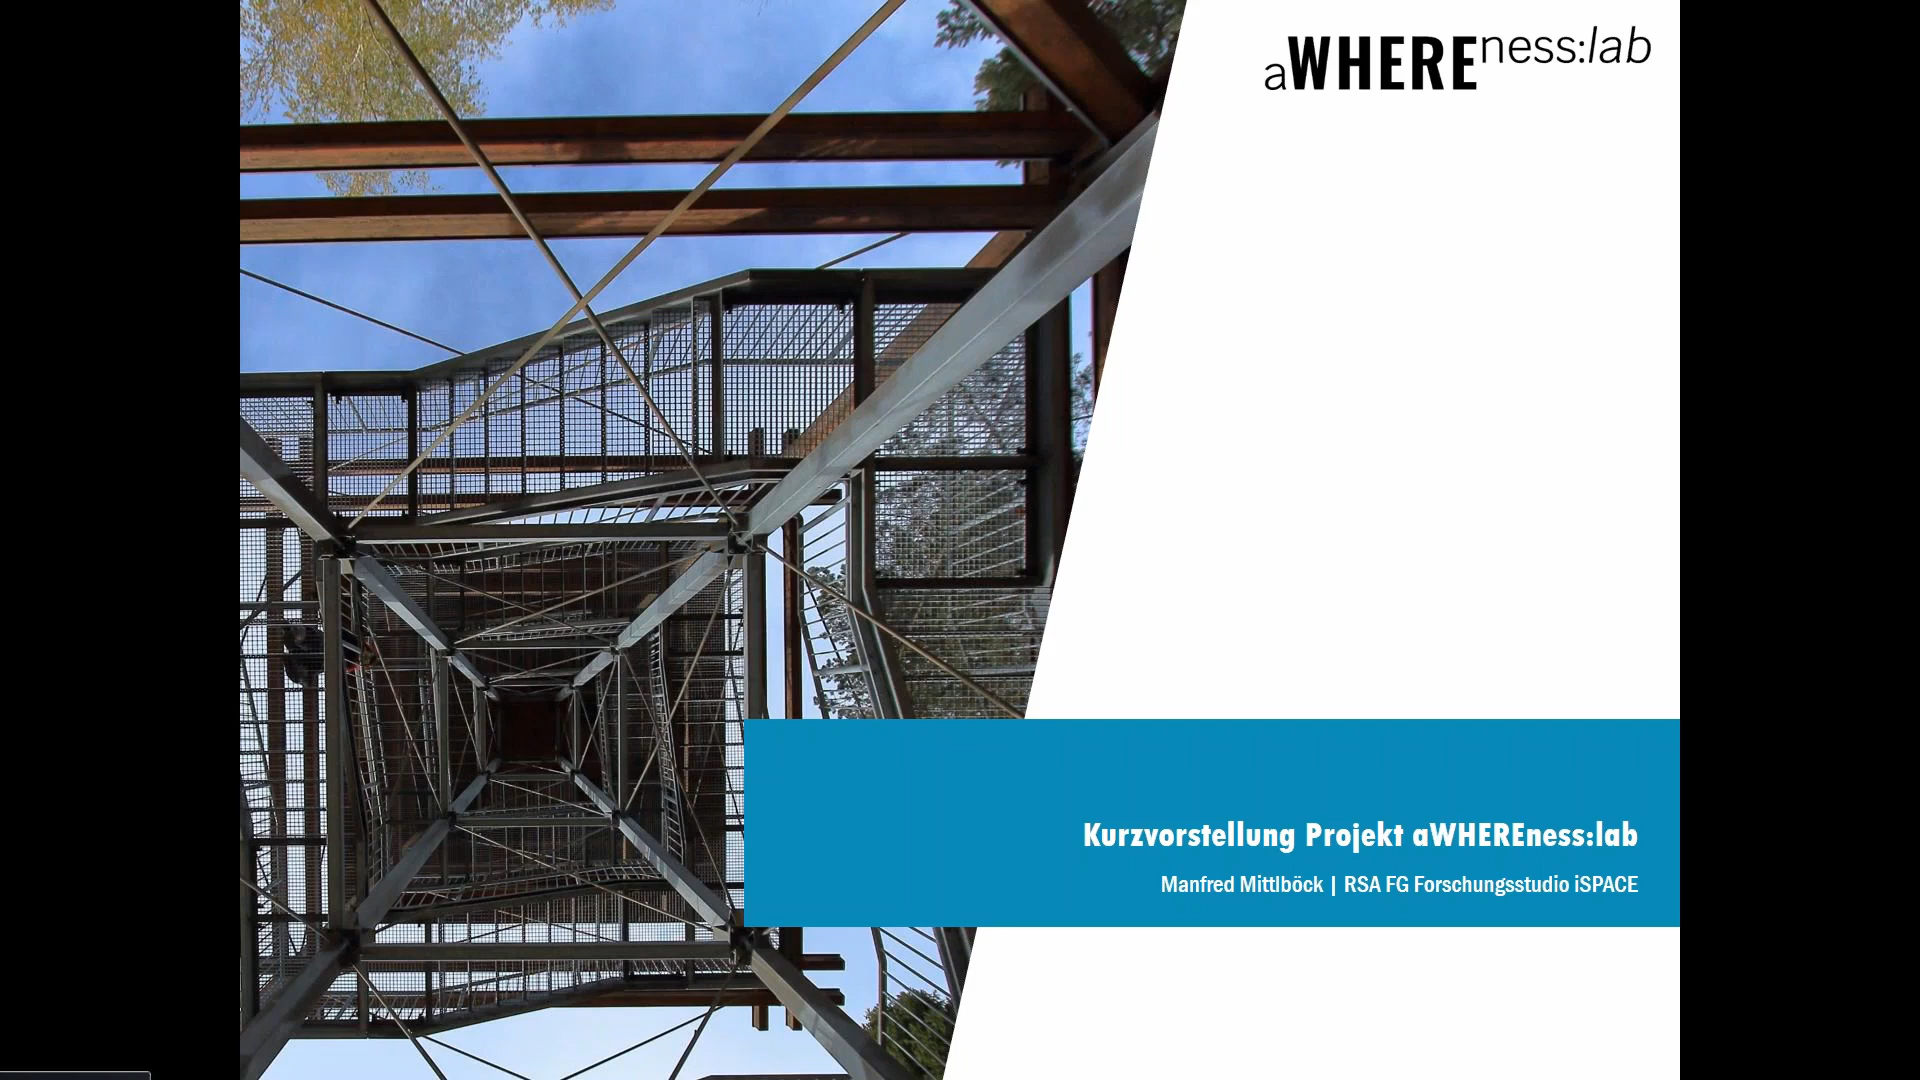 aWHEREness:lab
Kurzvorstellung Projekt aWHEREness:lab
Manfred Mittlböck | RSA FG Forschungsstudio iSPACE